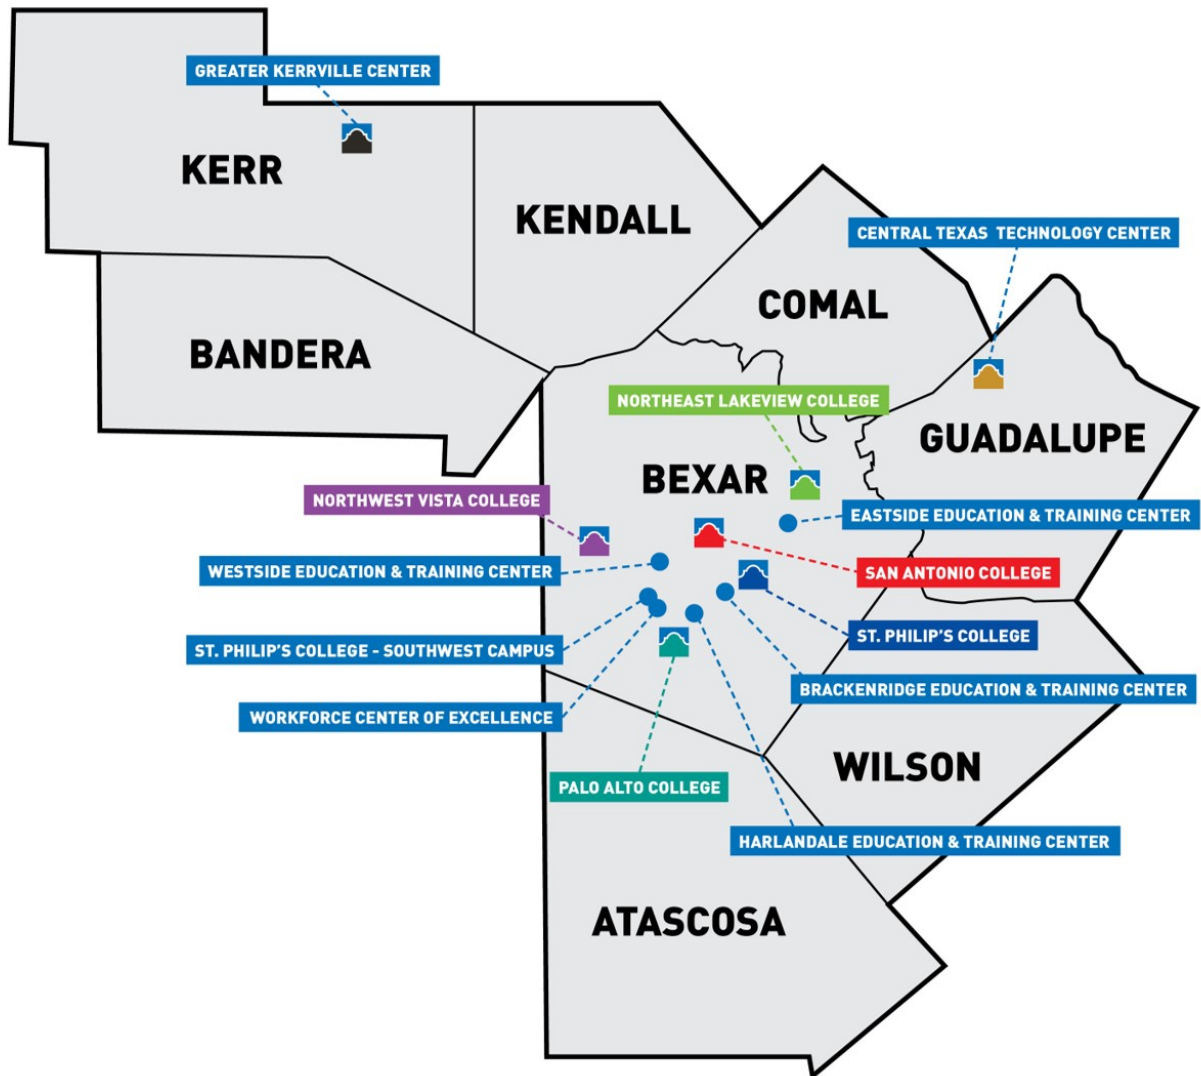 GREATER KERRVILLE CENTER
KERR
KENDALL
CENTRAL TEXAS TECHNOLOGY CENTER
COMAL
BANDERA
NORTHEAST LAKEVIEW COLLEGE
GUADALUPE
BEXAR
NORTHWEST VISTA COLLEGE
EASTSIDE EDUCATION & TRAINING CENTER
WESTSIDE EDUCATION & TRAINING CENTER
SAN ANTONIO COLLEGE
ST. PHILIP'S COLLEGE
ST. PHILIP'S COLLEGE - SOUTHWEST CAMPUS
BRACKENRIDGE EDUCATION & TRAINING CENTER
WORKFORCE CENTER OF EXCELLENCE
WILSON
PALO ALTO COLLEGE
HARLANDALE EDUCATION & TRAINING CENTER
ATASCOSA